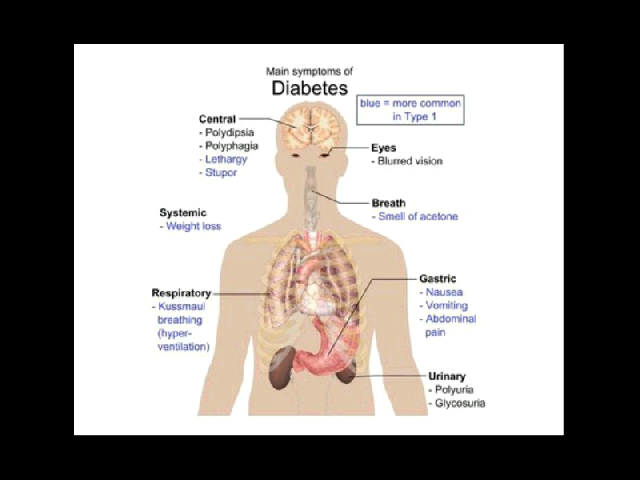 Main symptoms of
Diabetes
blue = more common
in Type 1
Central
- Polydipsia
- Polyphagia
- Lethargy
- Stupor
Eyes
- Blurred vision
Breath
- Smell of acetone
Systemic
- Weight loss
Respiratory
- Kussmaul
breathing
(hyper-
ventilation)
Gastric
- Nausea
- Vomiting
- Abdominal
pain
Urinary
- Polyuria
- Glycosuria